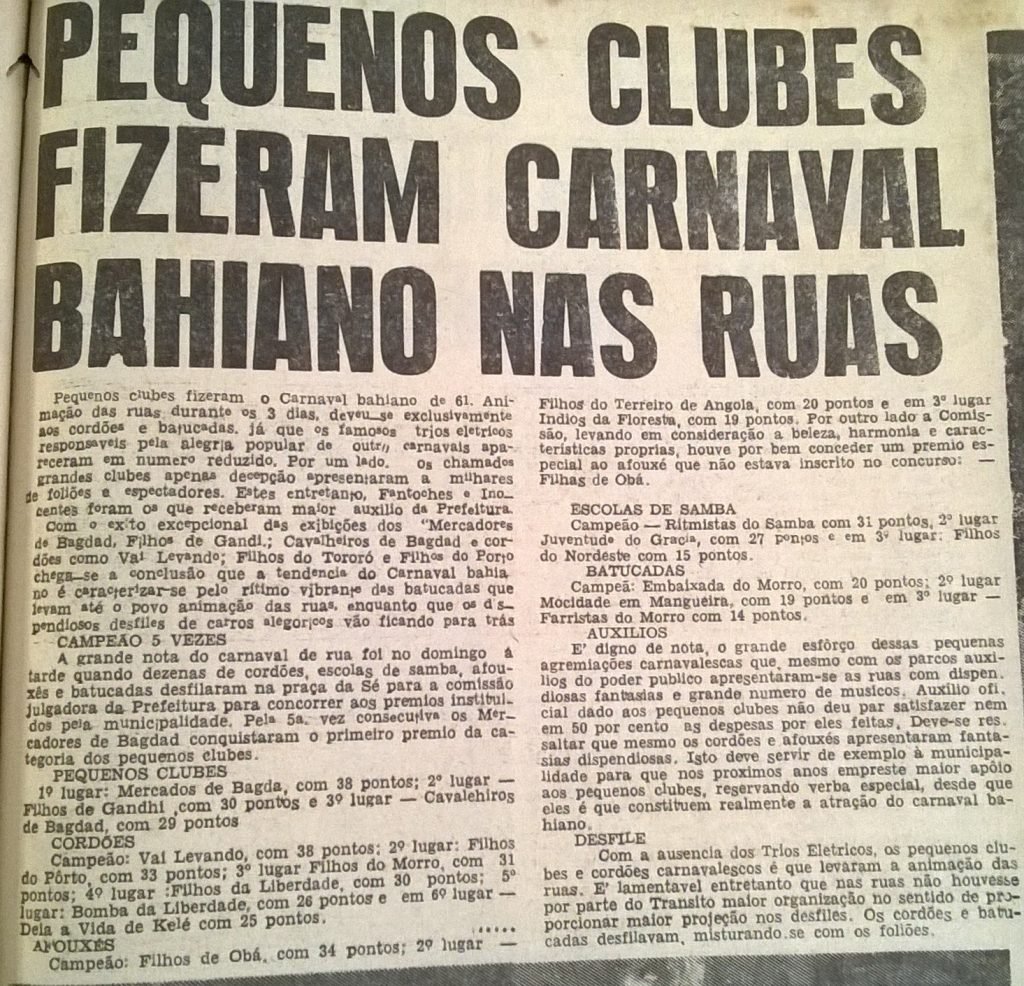 PEQUENOS CLUBES
FIZERAM CARNAVAL
BAHIANO NAS RUAS
Pequenos clubes fizeram o Carnaval bahiano de 61. Ani-
mação das ruas durante os 3 dias, deveu_se exclusivamente
aos cordões e batucadas. já que os famosos trios eletricos
responsaveis pela alegria popular de outro carnavais apa-
receram em numero reduzido. Por um lado. os chamados
grandes clubes apenas decepção apresentaram a milhares
de foliões e espectadores. Estes entretanto, Fantoches e Ino_
centes foram os que receberam maior auxilio da Prefeitura.
Com o exito excepcional das exibições dos "Mercadores
de Bagdad, Filhos de Gandi,; Cavalheiros de Bagdad e cor-
dões como Vai Levando; Filhos do Tororó e Filhos do Porto
chega_se a conclusão que a tendencia do Carnaval bahia
no é caracterizar-se pelo rítimo vibrante das batucadas que
levam até o povo animação das ruas, enquanto que os dis_
pendiosos desfiles de carros alegoricos vão ficando para trás
CAMPEÃO 5 VEZES
A grande nota do carnaval de rua foi no domingo á
tarde quando dezenas de cordões, escolas de samba, afou-
xés e batucadas desfilaram na praça da Sé para a comissão
julgadora da Prefeitura para concorrer aos premios institui-
dos pela municipalidade. Pela 5a. vez consecutiva os Mer-
cadores de Bagdad conquistaram o primeiro premio da ca-
tegoria dos pequenos clubes.
PEQUENOS CLUBES
1º lugar: Mercados de Bagda, com 38 pontos; 2º lugar —
Filhos de Gandhi ,com 30 pontos e 3º lugar — Cavalehiros
de Bagdad, com 29 pontos
CORDÕES
Campeão: Vai Levando, com 38 pontos; 2º lugar: Filhos
do Pôrto, com 33 pontos; 3º lugar Filhos do Morro, com 31
pontos; 4º lugar :Filhos da Liberdade, com 30 pontos; 5º
lugar: Bomba da Liberdade, com 26 pontos e em 6º lugar —
Deia a Vida de Kelé com 25 pontos.
AFOUXÉS
Campeão: Filhos de Obá, com 34 pontos; 2º lugar —
Filhos do Terreiro de Angola, com 20 pontos e em 3º lugar
Indios da Floresta, com 19 pontos. Por outro lado a Comis-
são, levando em consideração a beleza, harmonia e carac-
teristicas proprias, houve por bem conceder um premio es-
pecial ao afouxé que não estava inscrito no concurso: —
Filhas de Obá.
ESCOLAS DE SAMBA
Campeão — Ritmistas do Samba com 31 pontos, 2º lugar
Juventude do Gracia, com 27 pontos e em 3º lugar: Filhos
do Nordeste com 15 pontos.
BATUCADAS
Campeã: Embaixada do Morro, com 20 pontos; 2º lugar
Mocidade em Mangueira, com 19 pontos e em 3º lugar —
Farristas do Morro com 14 pontos.
AUXILIOS
E' digno de nota, o grande esfôrço dessas pequenas
agremiações carnavalescas que, mesmo com os parcos auxi-
lios do poder publico apresentaram-se as ruas com dispen.
diosas fantasias e grande numero de musicos. Auxilio ofi.
cial dado aos pequenos clubes não deu par satisfazer nem
em 50 por cento as despesas por eles feitas. Deve-se res.
saltar que mesmo os cordões e afouxés apresentaram fanta-
sias dispendiosas. Isto deve servir de exemplo à municipa-
lidade para que nos proximos anos empreste maior apôio
aos pequenos clubes, reservando verba especial, desde que
eles é que constituem realmente a atração do carnaval ba-
hiano.
DESFILE
Com a ausencia dos Trios Eletricos, os pequenos clu-
bes e cordões carnavalescos é que levaram a animação das
ruas. E' lamentavel entretanto que nas ruas não houvesse
por parte do Transito maior organização no sentido de pro-
porcionar maior projeção nos desfiles. Os cordões e batu-
cadas desfilavam, misturando.se com os foliões.